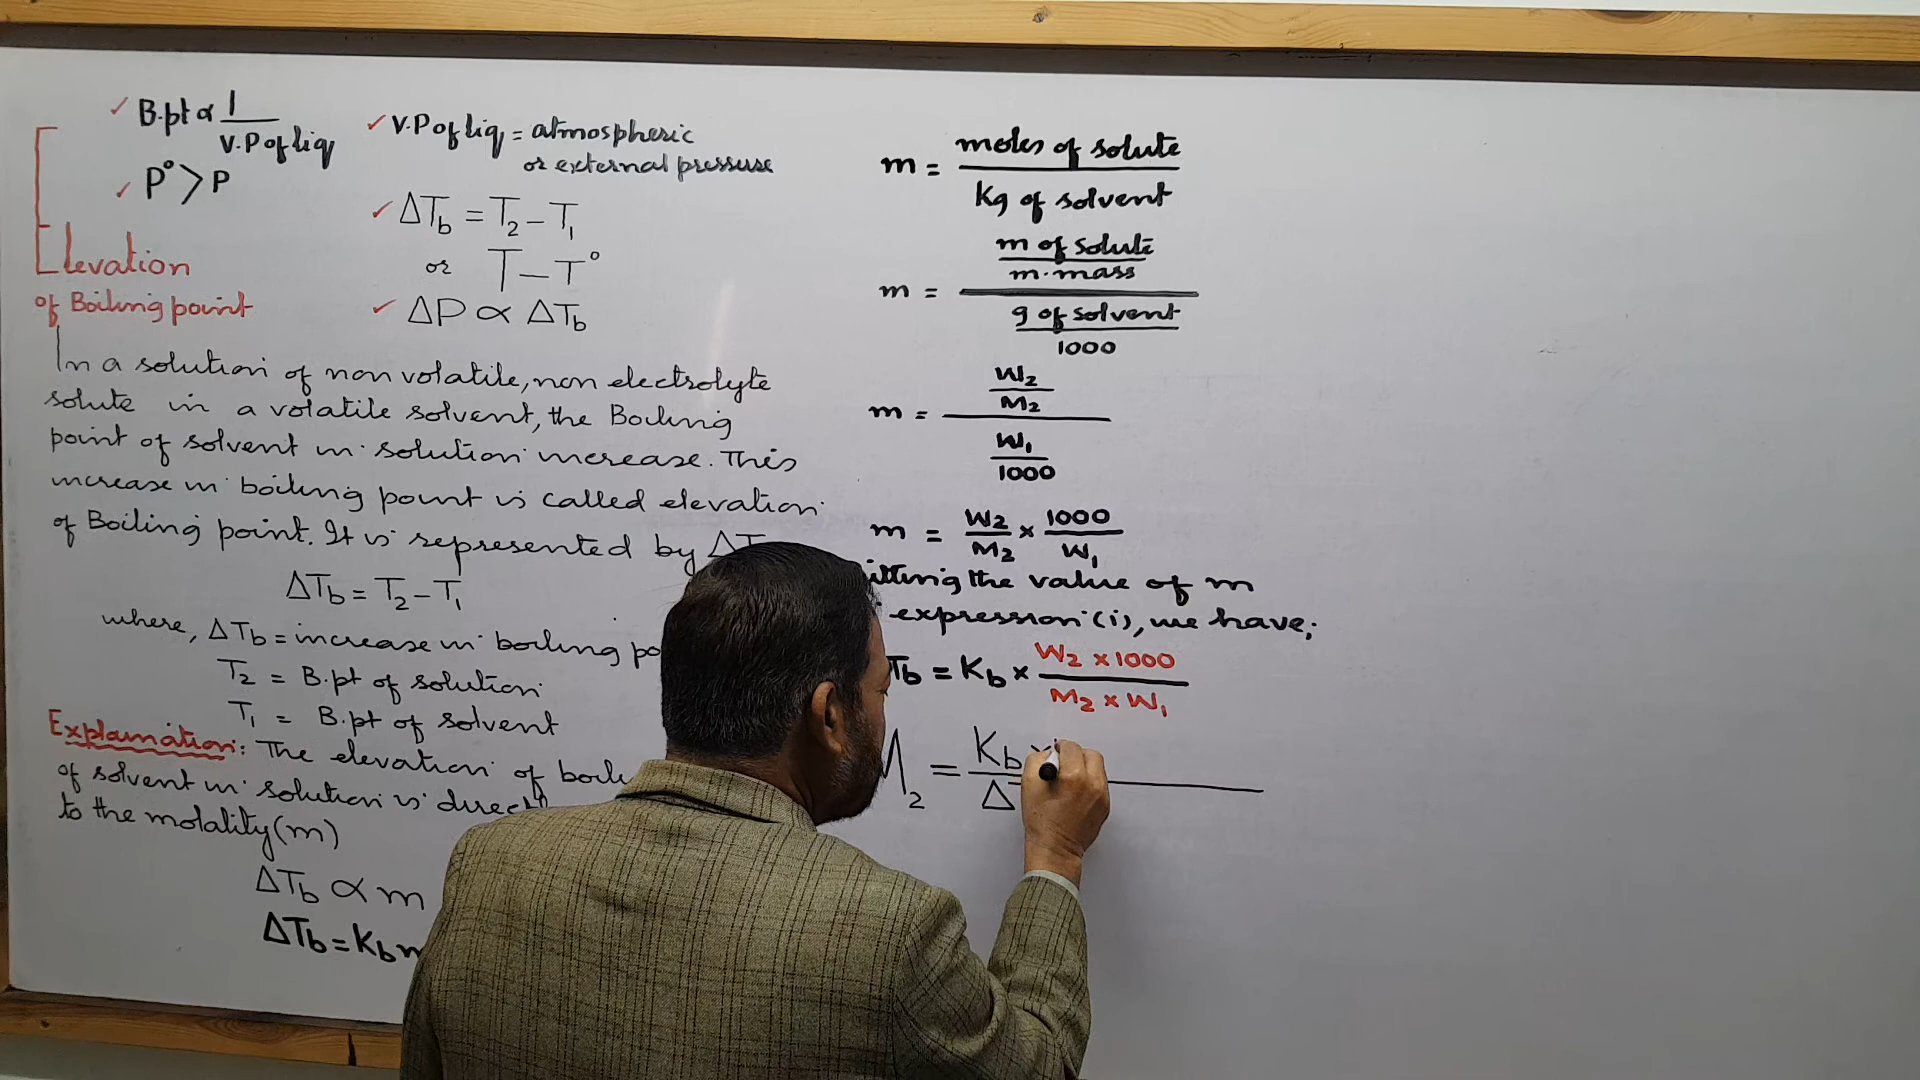 ✓ B.pt ∝ 1 / V.P of liq
✓ P° > P
Elevation
of Boiling point
✓ V.P of liq = atmospheric
or external pressure
✓ ΔTb = T2 – T1
or T – T°
✓ ΔP ∝ ΔTb
In a solution of non volatile, non electrolyte
solute in a volatile solvent, the Boiling
point of solvent in solution increase. This
increase in boiling point is called elevation
of Boiling point. It is represented by ΔT
ΔTb = T2 – T1
where, ΔTb = increase in boiling po
T2 = B.pt of solution
T1 = B.pt of solvent
Explanation: The elevation of boil
of solvent in solution is direct
to the molality (m)
ΔTb ∝ m
ΔTb = Kb m
m = moles of solute / Kg of solvent
m = (m of solute / m.mass) / (g of solvent / 1000)
m = (W2 / M2) / (W1 / 1000)
m = W2/M2 × 1000/W1
itting the value of m
expression (i), we have;
Tb = Kb × W2 × 1000 / M2 × W1
M2 = Kb × / Δ